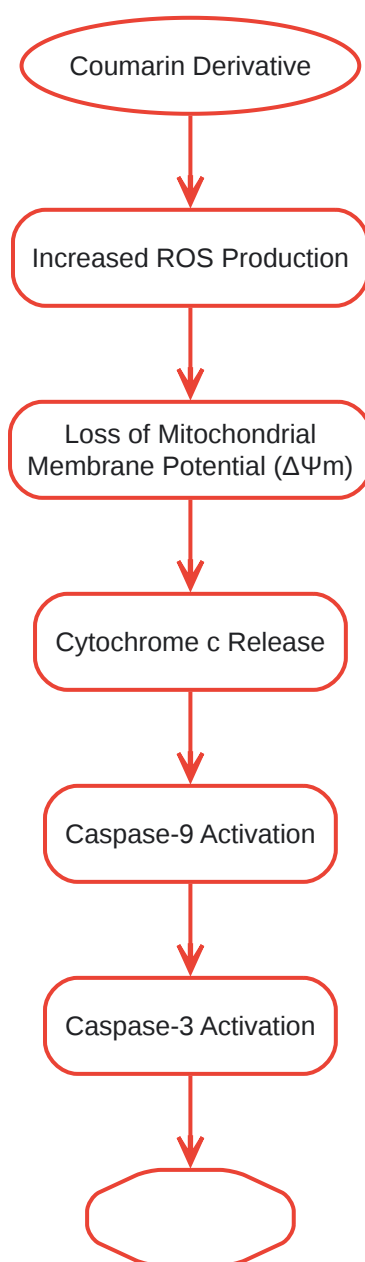 Coumarin Derivative
Increased ROS Production
Loss of Mitochondrial
Membrane Potential (ΔΨm)
Cytochrome c Release
Caspase-9 Activation
Caspase-3 Activation